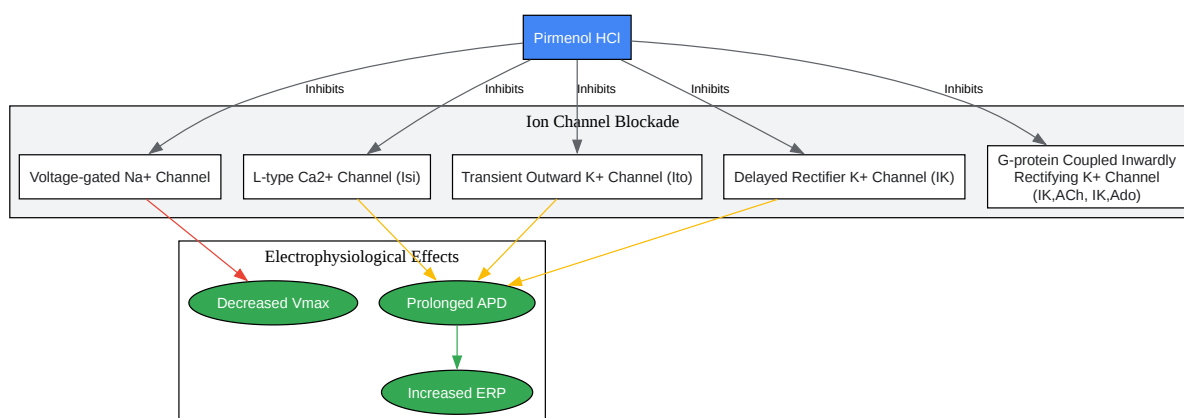 Pirmenol HCl
Inhibits
Inhibits
Inhibits
Inhibits
Inhibits
Ion Channel Blockade
Voltage-gated Na+ Channel
L-type Ca2+ Channel (Isi)
Transient Outward K+ Channel (Ito)
Delayed Rectifier K+ Channel (IK)
G-protein Coupled Inwardly
Rectifying K+ Channel
(IK,ACh, IK,Ado)
Electrophysiological Effects
Decreased Vmax
Prolonged APD
Increased ERP